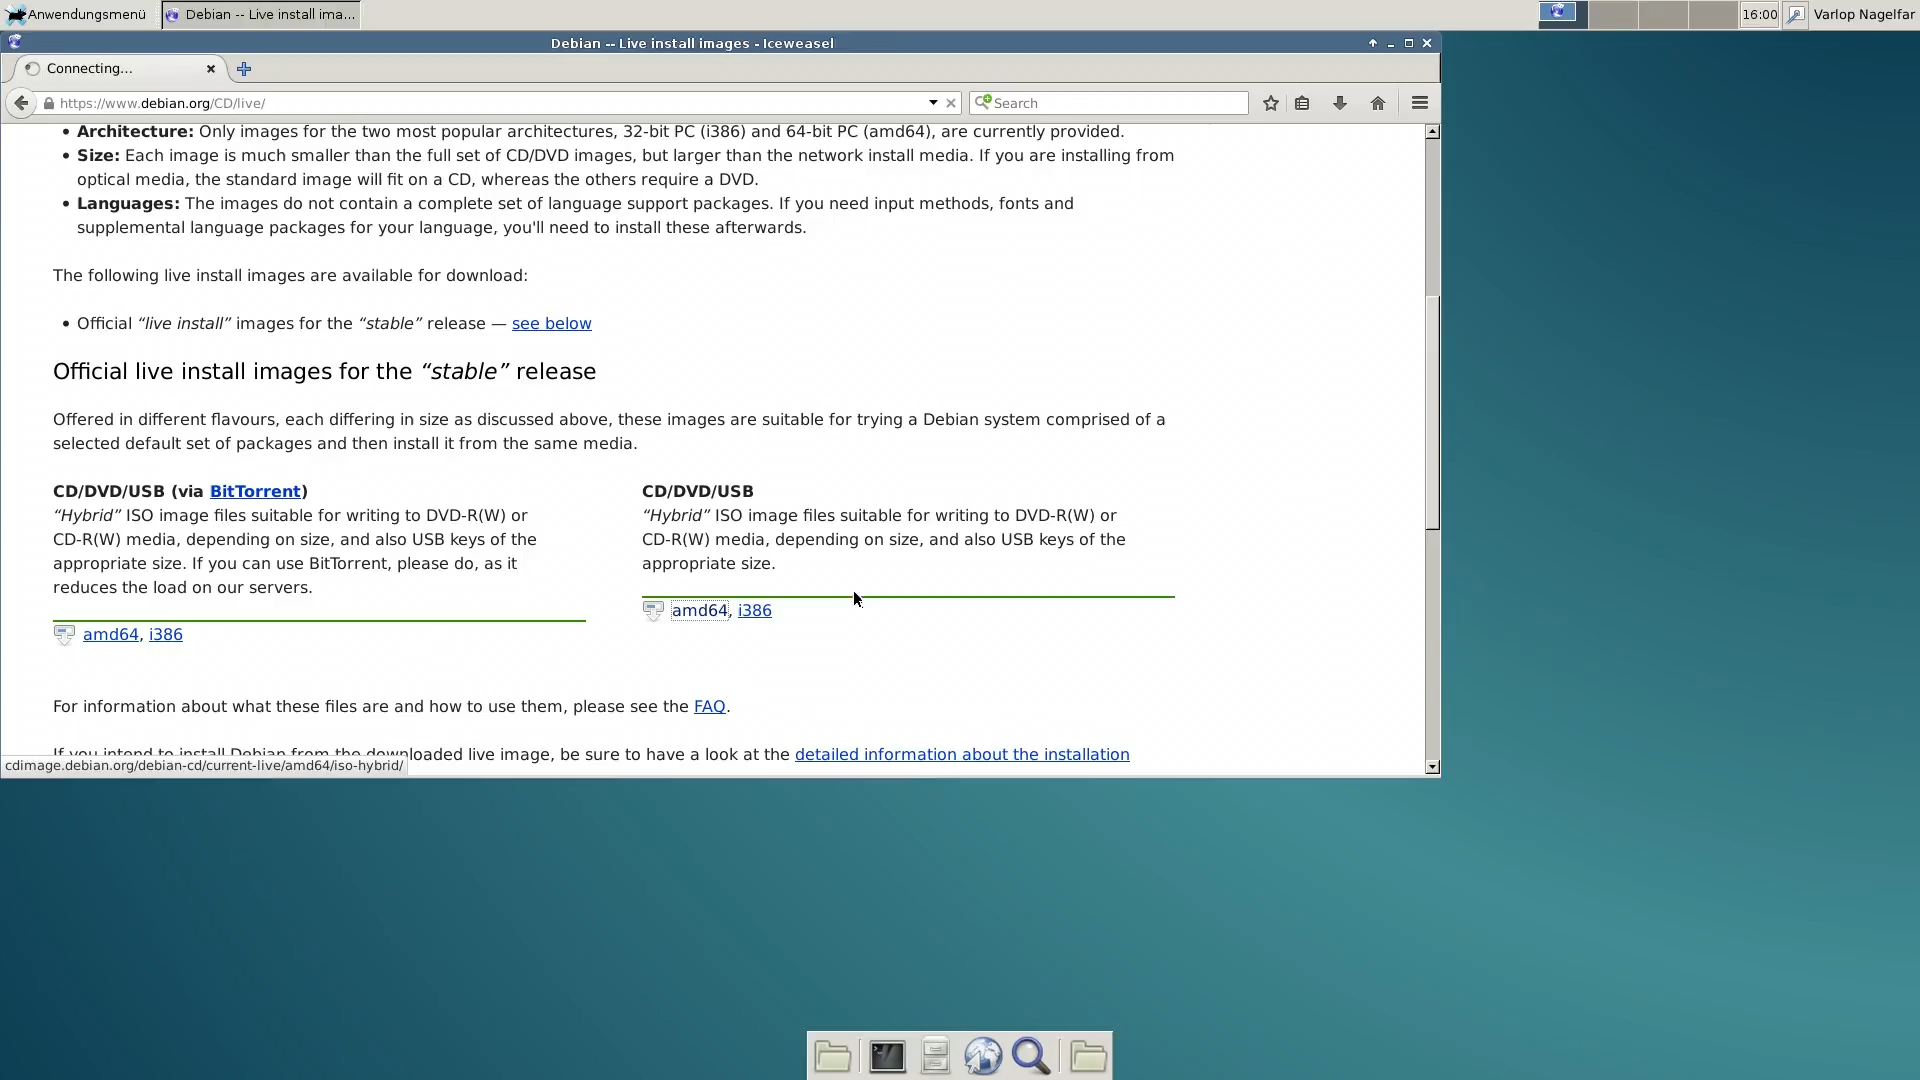 Anwendungsmenü
Debian -- Live install ima...
16:00
Varlop Nagelfar
Debian -- Live install images - Iceweasel
Connecting...
https://www.debian.org/CD/live/
Search
• Architecture: Only images for the two most popular architectures, 32-bit PC (i386) and 64-bit PC (amd64), are currently provided.
• Size: Each image is much smaller than the full set of CD/DVD images, but larger than the network install media. If you are installing from
optical media, the standard image will fit on a CD, whereas the others require a DVD.
• Languages: The images do not contain a complete set of language support packages. If you need input methods, fonts and
supplemental language packages for your language, you'll need to install these afterwards.
The following live install images are available for download:
• Official “live install” images for the “stable” release — see below
Official live install images for the “stable” release
Offered in different flavours, each differing in size as discussed above, these images are suitable for trying a Debian system comprised of a
selected default set of packages and then install it from the same media.
CD/DVD/USB (via BitTorrent)
“Hybrid” ISO image files suitable for writing to DVD-R(W) or
CD-R(W) media, depending on size, and also USB keys of the
appropriate size. If you can use BitTorrent, please do, as it
reduces the load on our servers.
amd64, i386
CD/DVD/USB
“Hybrid” ISO image files suitable for writing to DVD-R(W) or
CD-R(W) media, depending on size, and also USB keys of the
appropriate size.
amd64, i386
For information about what these files are and how to use them, please see the FAQ.
If you intend to install Debian from the downloaded live image, be sure to have a look at the detailed information about the installation
cdimage.debian.org/debian-cd/current-live/amd64/iso-hybrid/